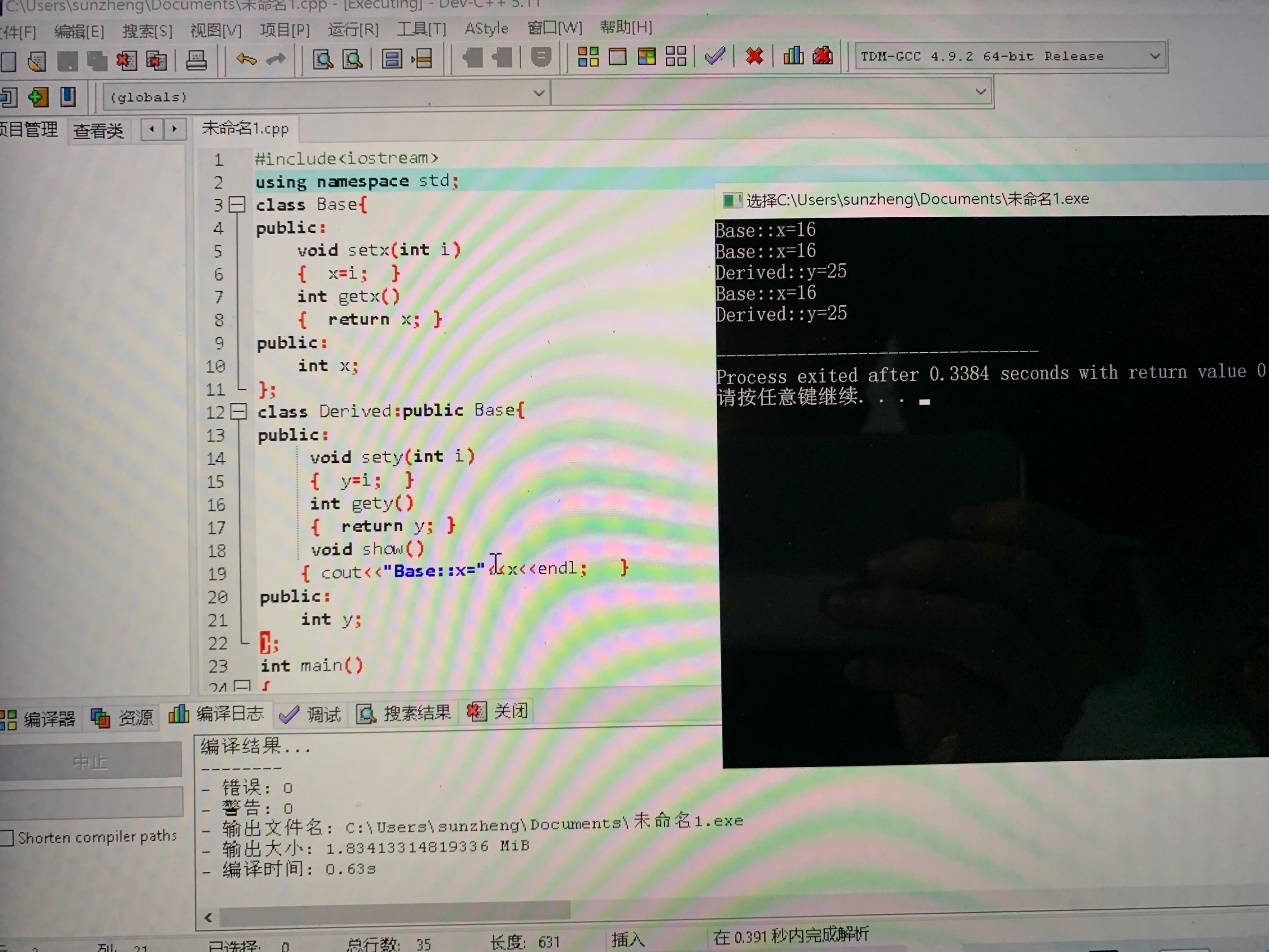 C:\Users\sunzheng\Documents\未命名1.cpp - [Executing] - Dev-C++ 5.11
件[F] 编辑[E] 搜索[S] 视图[V] 项目[P] 运行[R] 工具[T] AStyle 窗口[W] 帮助[H]
TDM-GCC 4.9.2 64-bit Release
(globals)
项目管理 查看类
未命名1.cpp
1 #include<iostream>
2 using namespace std;
3 class Base{
4 public:
5 void setx(int i)
6 { x=i; }
7 int getx()
8 { return x; }
9 public:
10 int x;
11 };
12 class Derived:public Base{
13 public:
14 void sety(int i)
15 { y=i; }
16 int gety()
17 { return y; }
18 void show()
19 { cout<<"Base::x="<<x<<endl; }
20 public:
21 int y;
22 };
23 int main()
24 {
选择C:\Users\sunzheng\Documents\未命名1.exe
Base::x=16
Base::x=16
Derived::y=25
Base::x=16
Derived::y=25
--------------------------------
Process exited after 0.3384 seconds with return value 0
请按任意键继续. . .
编译器 资源 编译日志 调试 搜索结果 关闭
中止
Shorten compiler paths
编译结果...
--------
- 错误: 0
- 警告: 0
- 输出文件名: C:\Users\sunzheng\Documents\未命名1.exe
- 输出大小: 1.83413314819336 MiB
- 编译时间: 0.63s
2 列: 21 已选择: 0 总行数: 35 长度: 631 插入 在 0.391 秒内完成解析